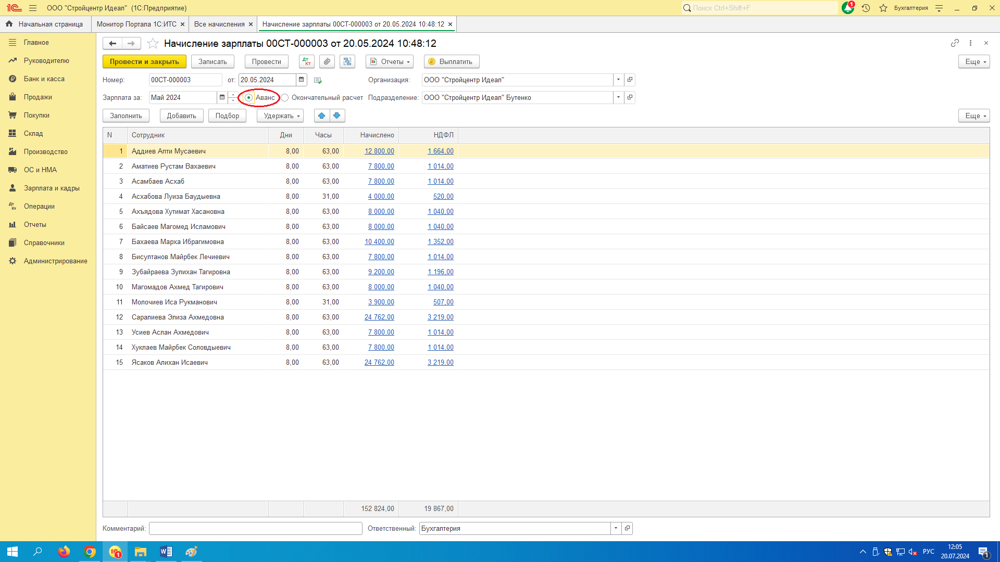 ООО "Стройцентр Идеал" (1С:Предприятие)
Поиск Ctrl+Shift+F
1
Бухгалтерия
Начальная страница
Монитор Портала 1С:ИТС
Все начисления
Начисление зарплаты 00СТ-000003 от 20.05.2024 10:48:12
Главное
Руководителю
Банк и касса
Продажи
Покупки
Склад
Производство
ОС и НМА
Зарплата и кадры
Операции
Отчеты
Справочники
Администрирование
Начисление зарплаты 00СТ-000003 от 20.05.2024 10:48:12
Провести и закрыть
Записать
Провести
Дт Кт
Отчеты
Выплатить
Еще
Номер: 00СТ-000003 от: 20.05.2024 Организация: ООО "Стройцентр Идеал"
Зарплата за: Май 2024 Аванс Окончательный расчет Подразделение: ООО "Стройцентр Идеал" Бутенко
Заполнить Добавить Подбор Удержать Еще
N Сотрудник Дни Часы Начислено НДФЛ
1 Аддиев Апти Мусаевич 8,00 63,00 12 800,00 1 664,00
2 Аматиев Рустам Вахаевич 8,00 63,00 7 800,00 1 014,00
3 Асамбаев Асхаб 8,00 63,00 7 800,00 1 014,00
4 Асхабова Луиза Баудыевна 8,00 31,00 4 000,00 520,00
5 Ахъядова Хутимат Хасановна 8,00 63,00 8 000,00 1 040,00
6 Байсаев Магомед Исламович 8,00 63,00 8 000,00 1 040,00
7 Бахаева Марха Ибрагимовна 8,00 63,00 10 400,00 1 352,00
8 Бисултанов Майрбек Лечиевич 8,00 63,00 7 800,00 1 014,00
9 Зубайраева Зулихан Тагировна 8,00 63,00 9 200,00 1 196,00
10 Магомадов Ахмед Тагирович 8,00 63,00 8 000,00 1 040,00
11 Молочиев Иса Рукманович 8,00 31,00 3 900,00 507,00
12 Саралиева Элиза Ахмедовна 8,00 63,00 24 762,00 3 219,00
13 Усиев Аслан Ахмедович 8,00 63,00 7 800,00 1 014,00
14 Хуклаев Майрбек Соловдыевич 8,00 63,00 7 800,00 1 014,00
15 Ясаков Алихан Исаевич 8,00 63,00 24 762,00 3 219,00
152 824,00 19 867,00
Комментарий: Ответственный: Бухгалтерия
РУС
12:05
20.07.2024
1